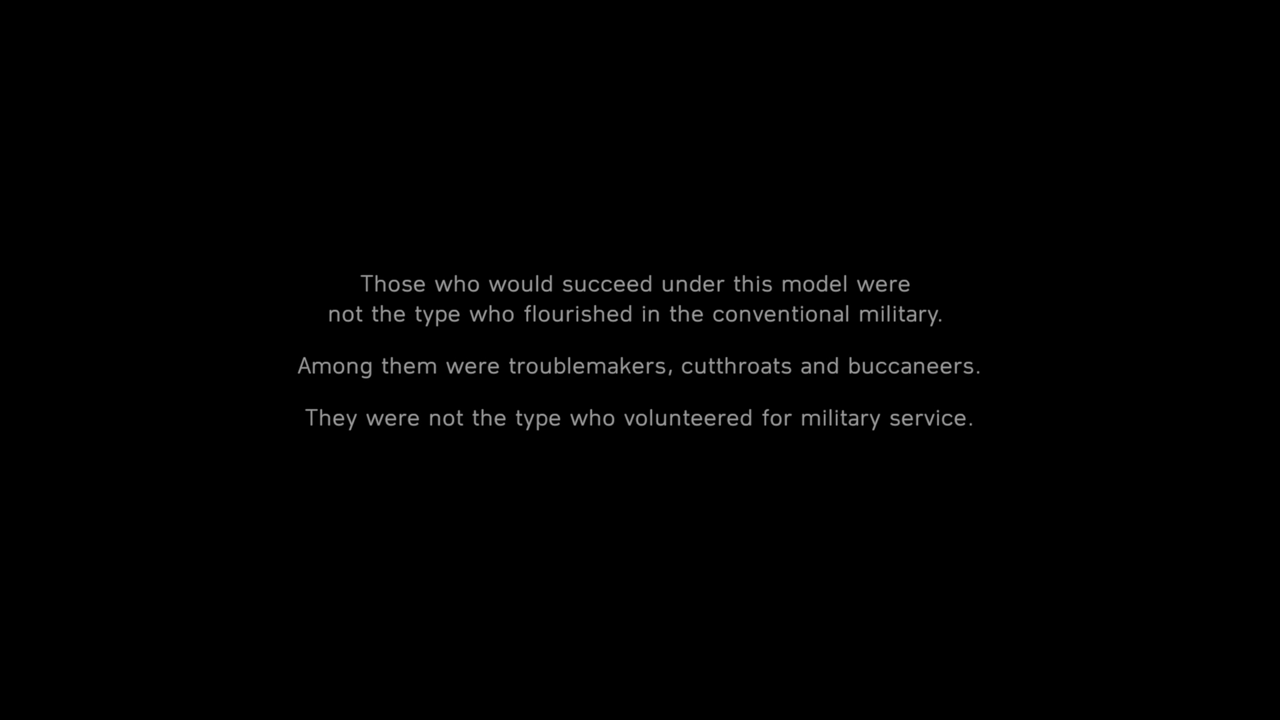 Those who would succeed under this model were
not the type who flourished in the conventional military.
Among them were troublemakers, cutthroats and buccaneers.
They were not the type who volunteered for military service.